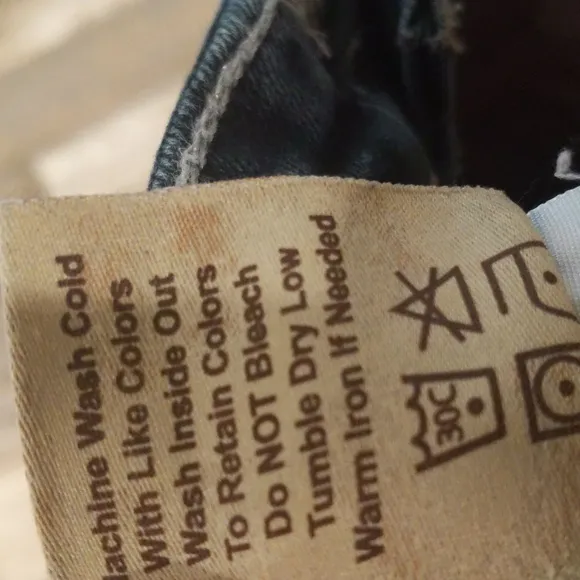 Machine Wash Cold
With Like Colors
Wash Inside Out
To Retain Colors
Do NOT Bleach
Tumble Dry Low
Warm Iron If Needed
30C